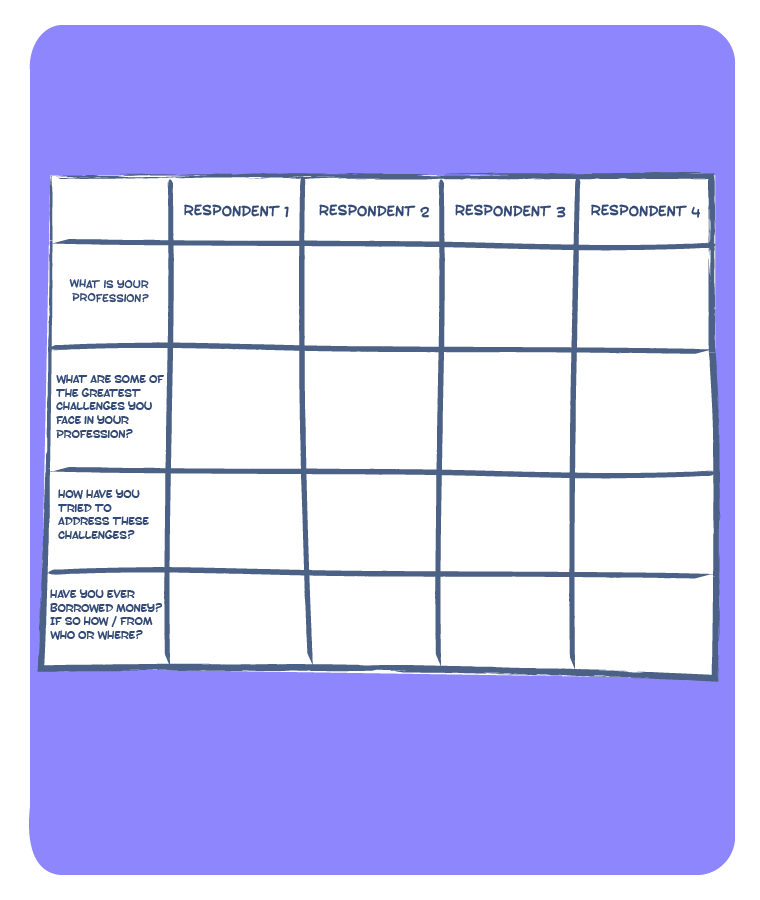 RESPONDENT 1 RESPONDENT 2 RESPONDENT 3 RESPONDENT 4
WHAT IS YOUR
PROFESSION?
WHAT ARE SOME OF
THE GREATEST
CHALLENGES YOU
FACE IN YOUR
PROFESSION?
HOW HAVE YOU
TRIED TO
ADDRESS THESE
CHALLENGES?
HAVE YOU EVER
BORROWED MONEY?
IF SO HOW / FROM
WHO OR WHERE?